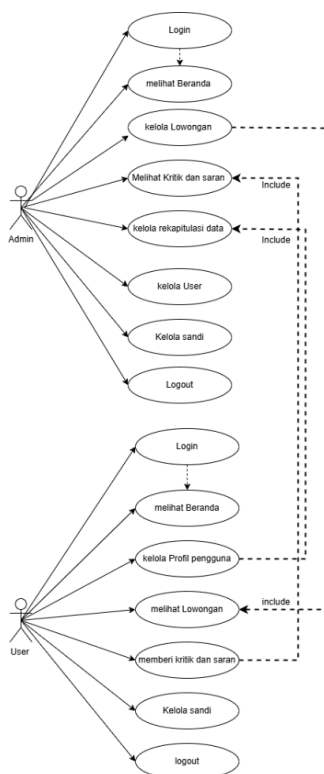 Login
melihat Beranda
kelola Lowongan
Melihat Kritik dan saran
Include
Admin
kelola rekapitulasi data
Include
kelola User
Kelola sandi
Logout
Login
melihat Beranda
kelola Profil pengguna
melihat Lowongan
include
User
memberi kritik dan saran
Kelola sandi
logout